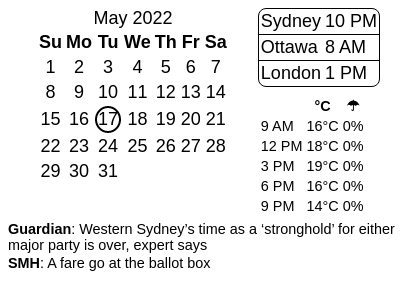 May 2022
Su Mo Tu We Th Fr Sa
1 2 3 4 5 6 7
8 9 10 11 12 13 14
15 16 17 18 19 20 21
22 23 24 25 26 27 28
29 30 31
Sydney 10 PM
Ottawa 8 AM
London 1 PM
°C ☂
9 AM 16°C 0%
12 PM 18°C 0%
3 PM 19°C 0%
6 PM 16°C 0%
9 PM 14°C 0%
Guardian: Western Sydney’s time as a ‘stronghold’ for either
major party is over, expert says
SMH: A fare go at the ballot box